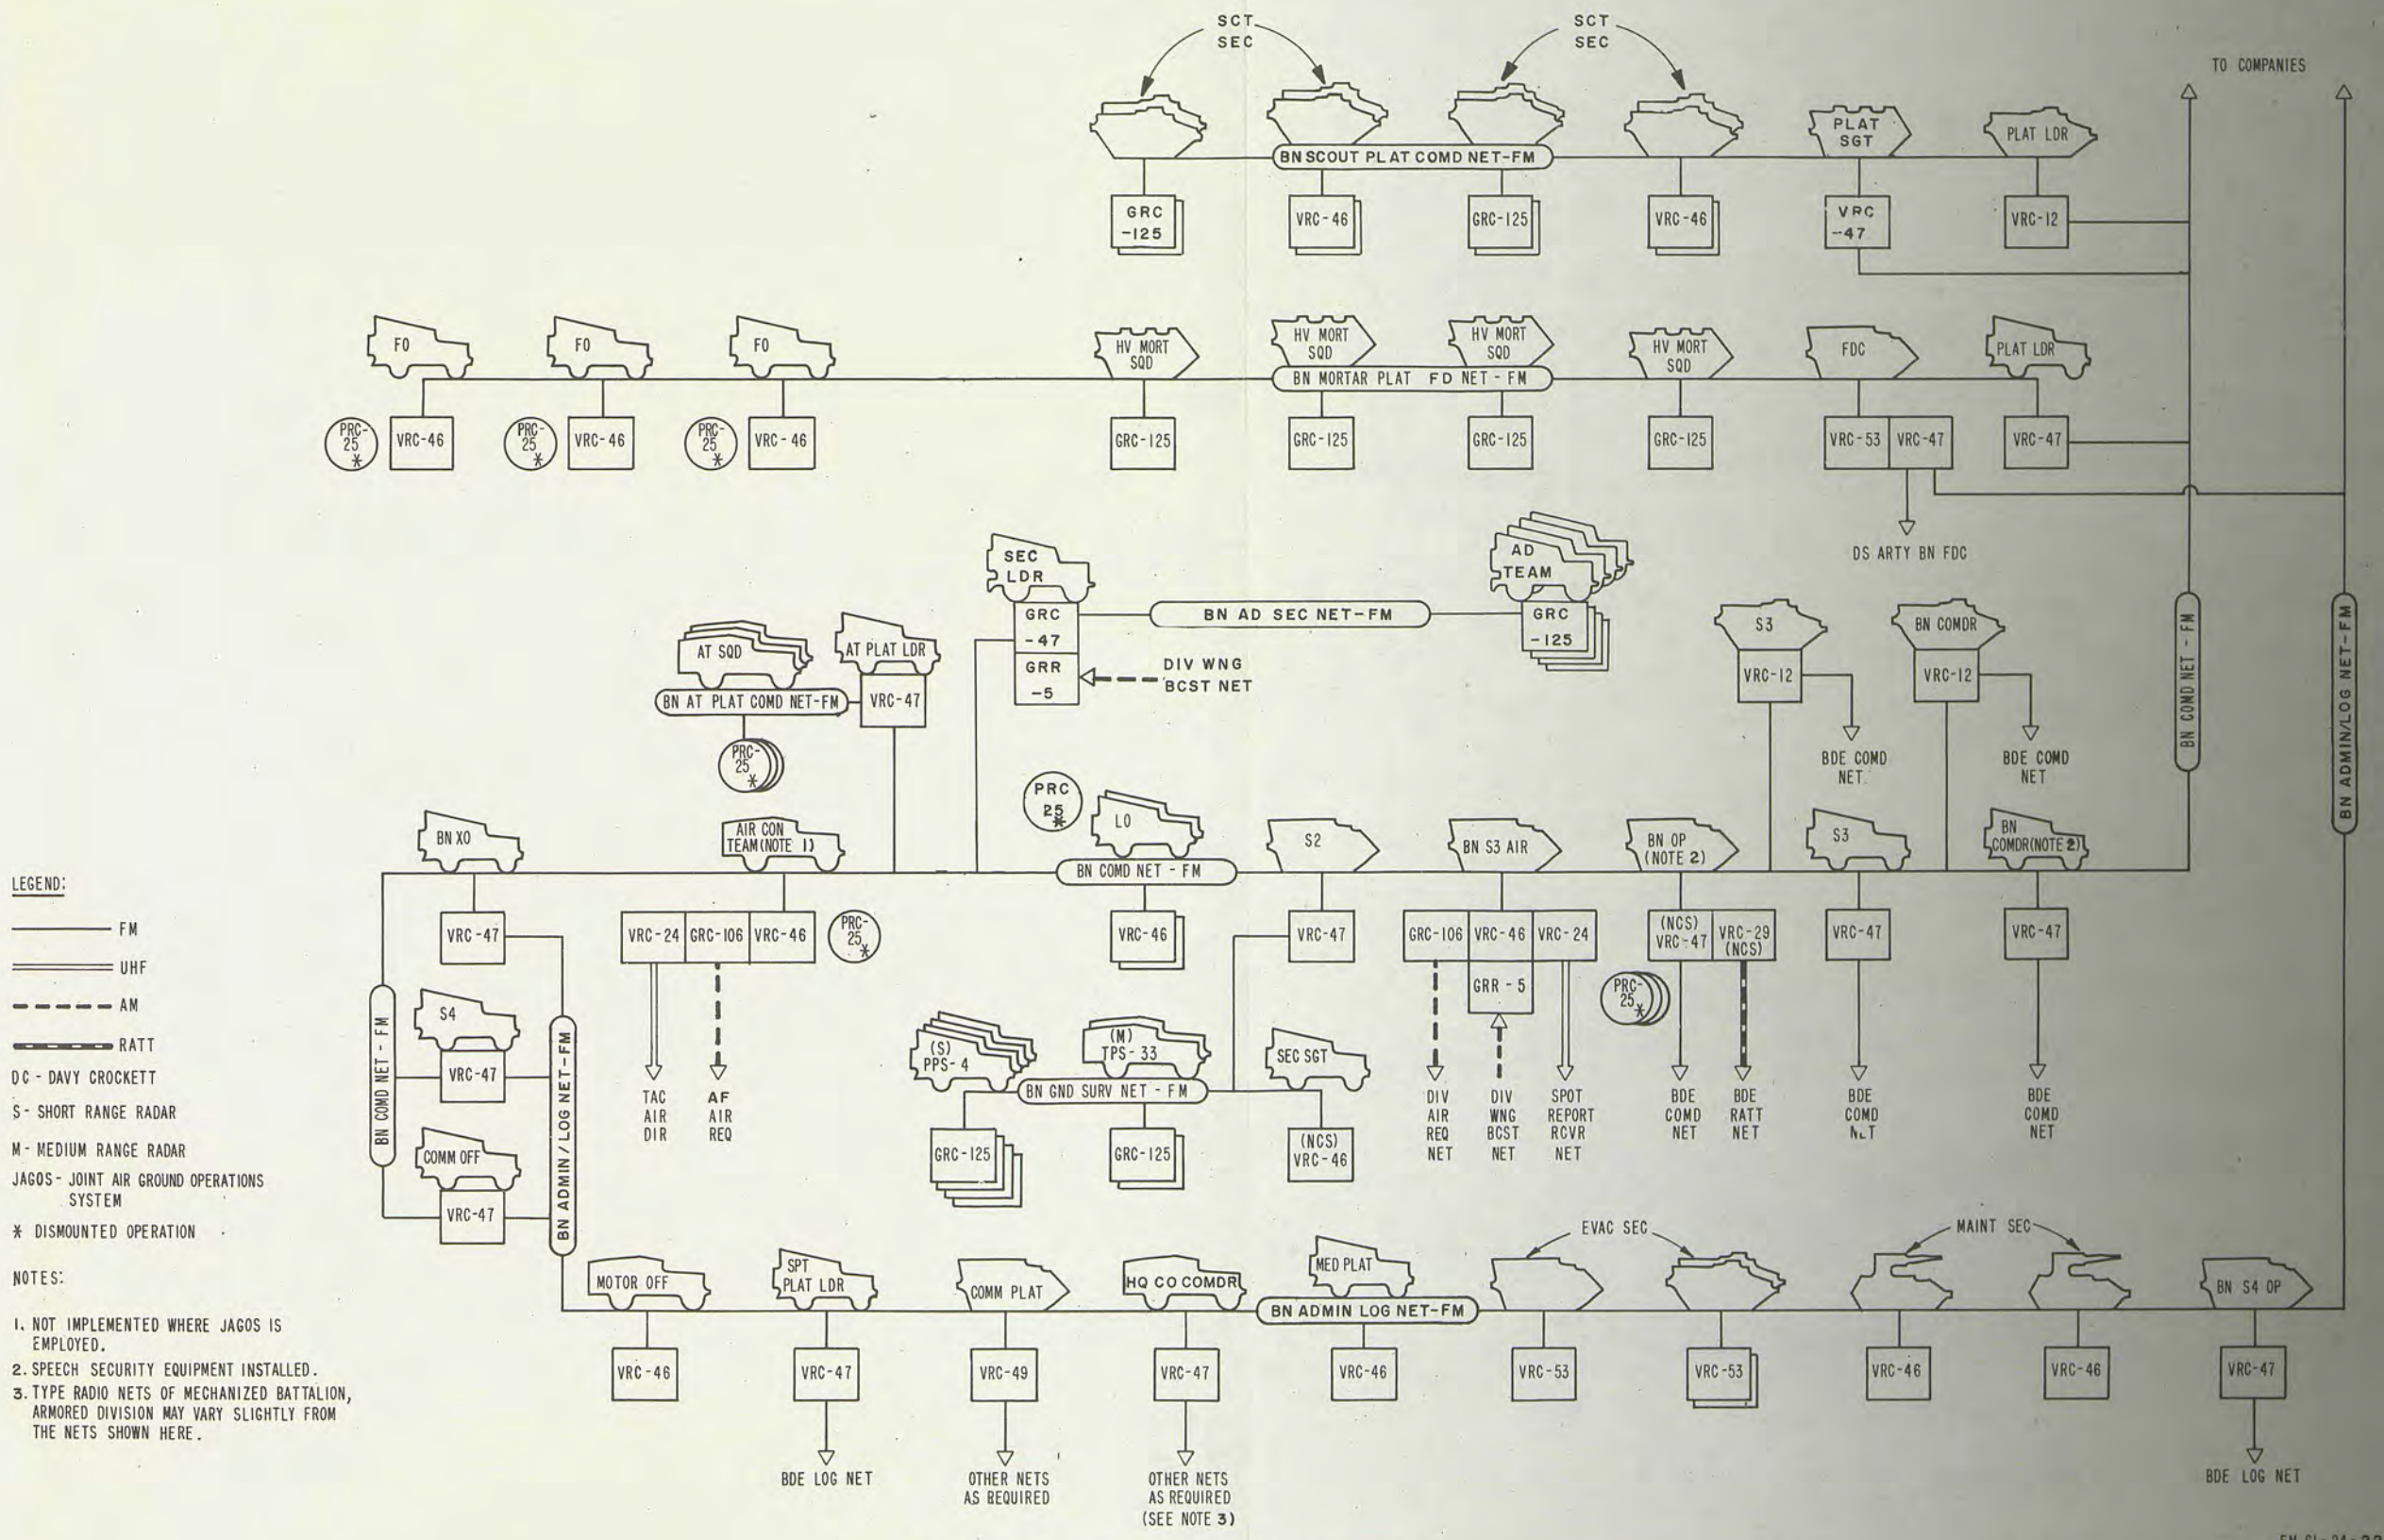 SCT
SEC
SCT
SEC
TO COMPANIES
PLAT
SGT
PLAT LDR
BN SCOUT PLAT COMD NET-FM
GRC
-125
VRC-46
GRC-125
VRC-46
VRC
-47
VRC-12
FO
FO
FO
HV MORT
SQD
HV MORT
SQD
HV MORT
SQD
HV MORT
SQD
FDC
PLAT LDR
BN MORTAR PLAT FD NET - FM
PRC-
25
*
VRC-46
PRC-
25
*
VRC-46
PRC-
25
*
VRC-46
GRC-125
GRC-125
GRC-125
GRC-125
VRC-53
VRC-47
VRC-47
DS ARTY BN FDC
SEC
LDR
GRC
-47
GRR
-5
BN AD SEC NET-FM
AD
TEAM
GRC
-125
DIV WNG
BCST NET
AT SQD
AT PLAT LDR
BN AT PLAT COMD NET-FM
VRC-47
PRC-
25
*
S3
VRC-12
BDE COMD
NET
BN COMDR
VRC-12
BDE COMD
NET
BN COMD NET - FM
BN ADMIN/LOG NET-FM
BN XO
AIR CON
TEAM(NOTE 1)
PRC
25
*
LO
S2
BN S3 AIR
BN OP
(NOTE 2)
S3
BN
COMDR(NOTE 2)
BN COMD NET - FM
VRC-47
VRC-24
GRC-106
VRC-46
PRC-
25
*
VRC-46
VRC-47
GRC-106
VRC-46
VRC-24
GRR - 5
(NCS)
VRC-47
VRC-29
(NCS)
PRC-
25
*
VRC-47
VRC-47
TAC
AIR
DIR
AF
AIR
REQ
DIV
AIR
REQ
NET
DIV
WNG
BCST
NET
SPOT
REPORT
RCVR
NET
BDE
COMD
NET
BDE
RATT
NET
BDE
COMD
NET
BDE
COMD
NET
BN COMD NET - FM
S4
VRC-47
COMM OFF
VRC-47
BN ADMIN / LOG NET-FM
(S)
PPS-4
(M)
TPS-33
SEC SGT
BN GND SURV NET - FM
GRC-125
GRC-125
(NCS)
VRC-46
LEGEND:
FM
UHF
AM
RATT
DC - DAVY CROCKETT
S - SHORT RANGE RADAR
M - MEDIUM RANGE RADAR
JAGOS - JOINT AIR GROUND OPERATIONS
SYSTEM
* DISMOUNTED OPERATION
NOTES:
1. NOT IMPLEMENTED WHERE JAGOS IS
EMPLOYED.
2. SPEECH SECURITY EQUIPMENT INSTALLED.
3. TYPE RADIO NETS OF MECHANIZED BATTALION,
ARMORED DIVISION MAY VARY SLIGHTLY FROM
THE NETS SHOWN HERE.
MOTOR OFF
SPT
PLAT LDR
COMM PLAT
HQ CO COMDR
MED PLAT
EVAC SEC
MAINT SEC
BN S4 OP
BN ADMIN LOG NET-FM
VRC-46
VRC-47
VRC-49
VRC-47
VRC-46
VRC-53
VRC-53
VRC-46
VRC-46
VRC-47
BDE LOG NET
OTHER NETS
AS REQUIRED
OTHER NETS
AS REQUIRED
(SEE NOTE 3)
BDE LOG NET